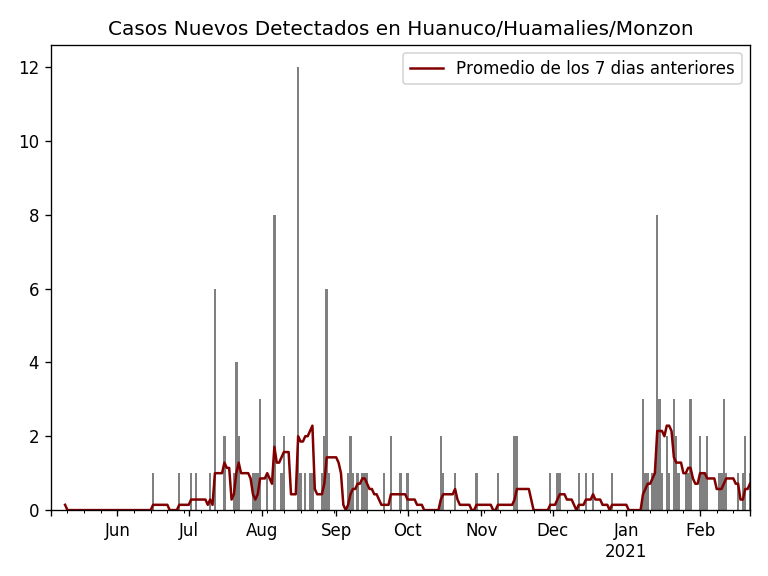 Casos Nuevos Detectados en Huanuco/Huamalies/Monzon
Promedio de los 7 dias anteriores
12
10
8
6
4
2
0
Jun Jul Aug Sep Oct Nov Dec Jan Feb
2021